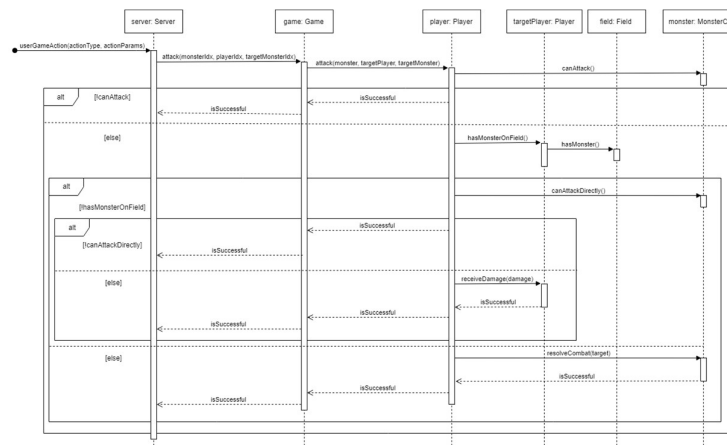 server: Server
game: Game
player: Player
targetPlayer: Player
field: Field
monster: MonsterC
userGameAction(actionType, actionParams)
attack(monsterIdx, playerIdx, targetMonsterIdx)
attack(monster, targetPlayer, targetMonster)
canAttack()
alt
[!canAttack]
isSuccessful
isSuccessful
[else]
hasMonsterOnField()
hasMonster()
alt
canAttackDirectly()
[!hasMonsterOnField]
alt
isSuccessful
[!canAttackDirectly]
isSuccessful
[else]
receiveDamage(damage)
isSuccessful
isSuccessful
isSuccessful
[else]
resolveCombat(target)
isSuccessful
isSuccessful
isSuccessful